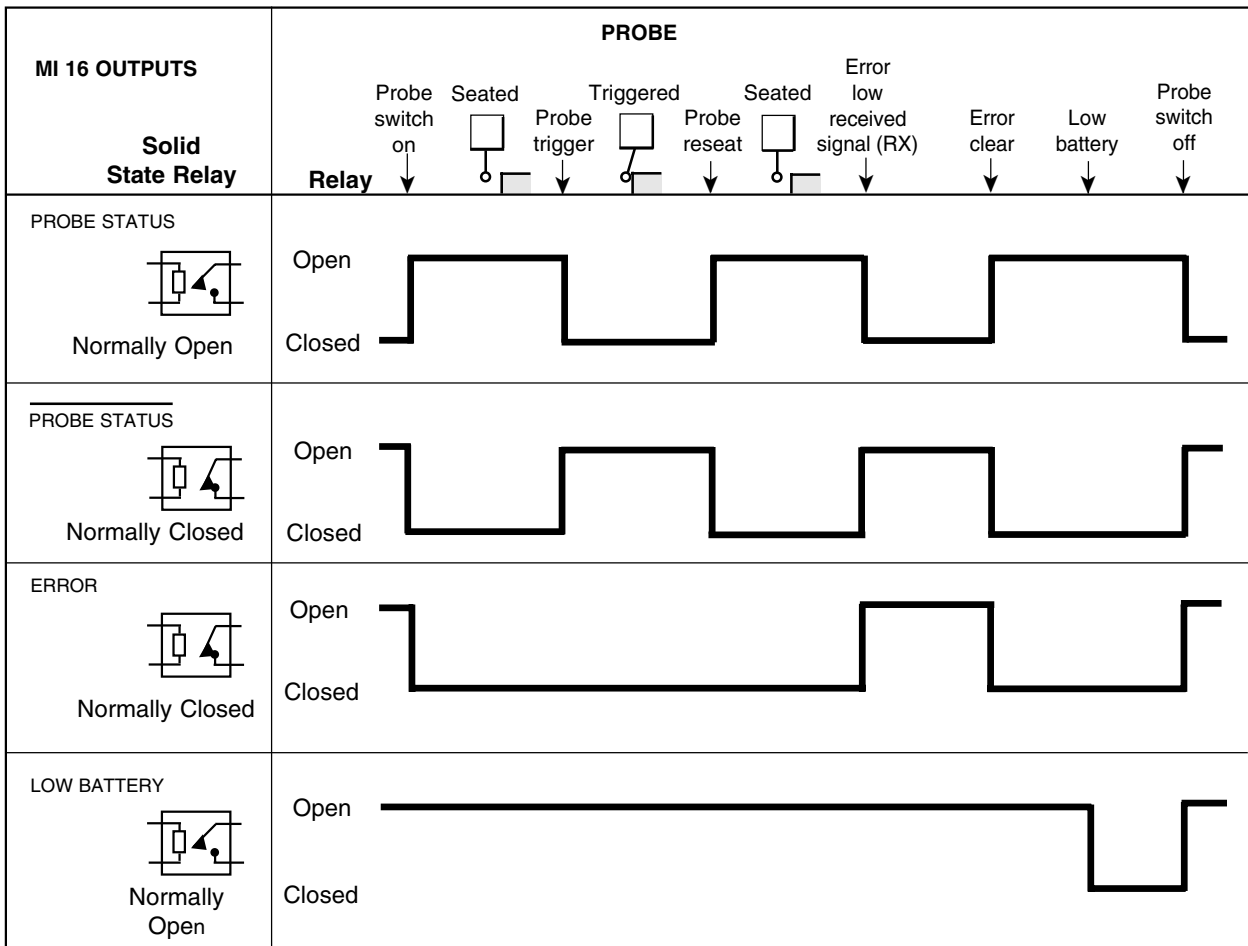 PROBE
MI 16 OUTPUTS
Solid
State Relay
Relay
Probe
switch
on
Seated
Probe
trigger
Triggered
Probe
reseat
Seated
Error
low
received
signal (RX)
Error
clear
Low
battery
Probe
switch
off
PROBE STATUS
Normally Open
Open
Closed
PROBE STATUS
Normally Closed
Open
Closed
ERROR
Normally Closed
Open
Closed
LOW BATTERY
Normally
Open
Open
Closed